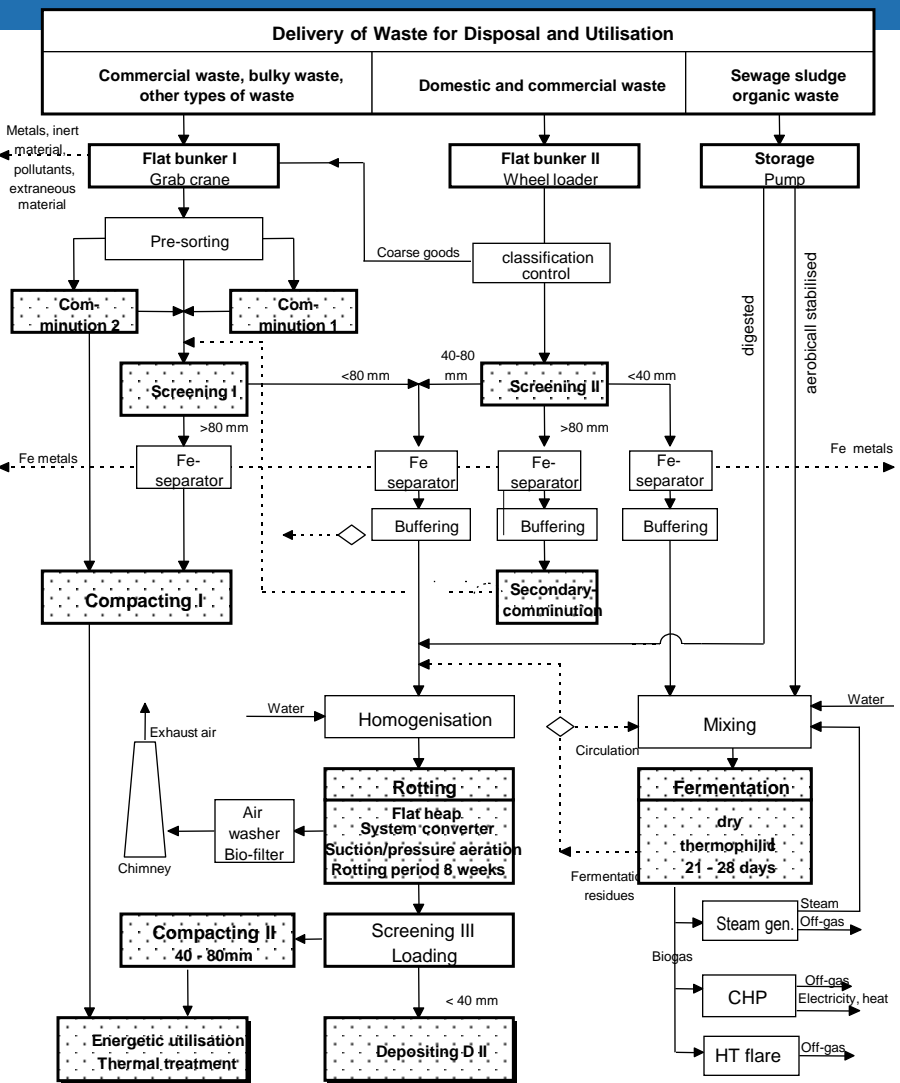 Delivery of Waste for Disposal and Utilisation
Commercial waste, bulky waste,
other types of waste
Domestic and commercial waste
Sewage sludge
organic waste
Metals, inert
material,
pollutants,
extraneous
material
Flat bunker I
Grab crane
Flat bunker II
Wheel loader
Storage
Pump
Pre-sorting
Coarse goods
classification
control
digested
aerobicall stabilised
Com-
minution 2
Com-
minution 1
Screening I
<80 mm
40-80
mm
Screening II
<40 mm
>80 mm
>80 mm
Fe metals
Fe-
separator
Fe
separator
Fe-
separator
Fe-
separator
Fe metals
Buffering
Buffering
Buffering
Compacting I
Secondary-
comminution
Water
Homogenisation
Circulation
Mixing
Water
Exhaust air
Chimney
Air
washer
Bio-filter
Rotting
Flat heap
System converter
Suction/pressure aeration
Rotting period 8 weeks
Fermentation
dry
thermophilid
21 - 28 days
Fermentatio
residues
Compacting II
40 - 80mm
Screening III
Loading
Steam gen.
Steam
Off-gas
Biogas
CHP
Off-gas
Electricity, heat
< 40 mm
Energetic utilisation
Thermal treatment
Depositing D II
HT flare
Off-gas